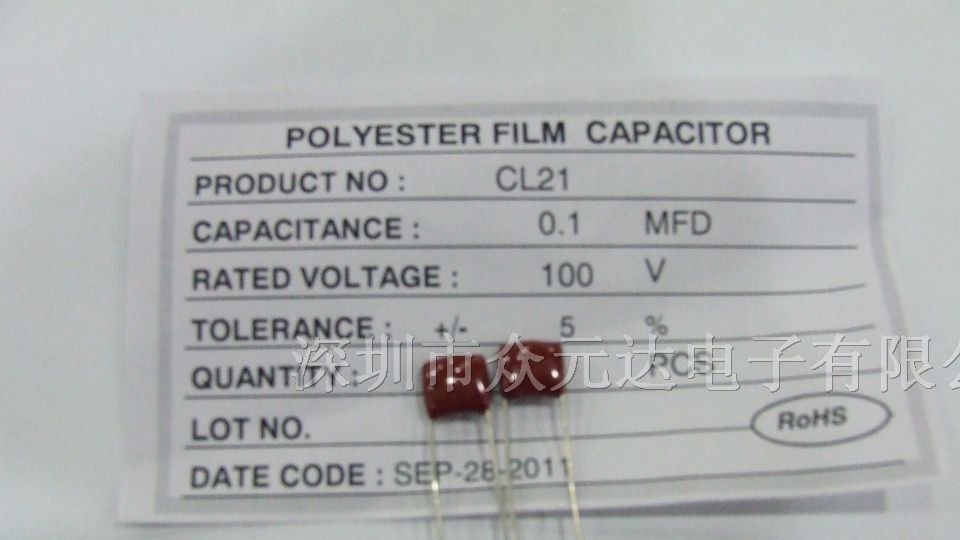 POLYESTER FILM CAPACITOR
PRODUCT NO : CL21
CAPACITANCE : 0.1 MFD
RATED VOLTAGE : 100 V
TOLERANCE : +/- 5 %
深圳市众元达电子有限公
QUANTITY : PCS
LOT NO.
RoHS
DATE CODE : SEP-28-2011